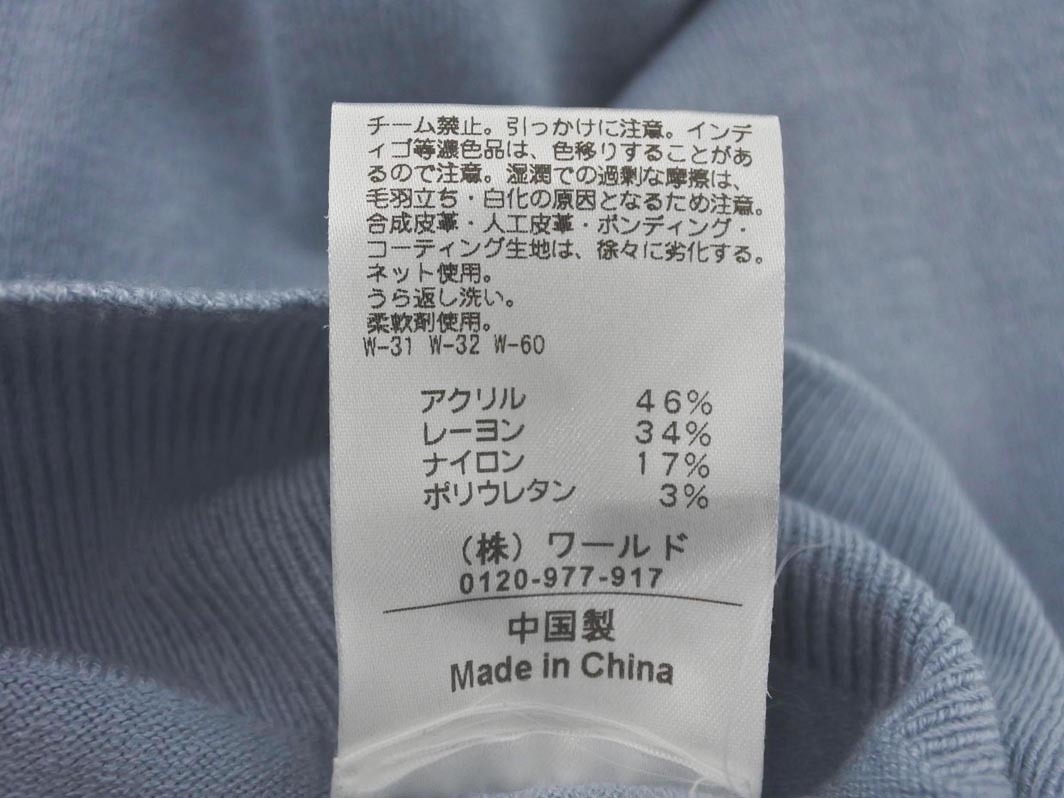 チーム禁止。引っかけに注意。インデ
ィゴ等濃色品は、色移りすることがあ
るので注意。湿潤での過剰な摩擦は、
毛羽立ち・白化の原因となるため注意。
合成皮革・人工皮革・ボンディング・
コーティング生地は、徐々に劣化する。
ネット使用。
うら返し洗い。
柔軟剤使用。
W-31 W-32 W-60
アクリル 46%
レーヨン 34%
ナイロン 17%
ポリウレタン 3%
（株）ワールド
0120-977-917
中国製
Made in China